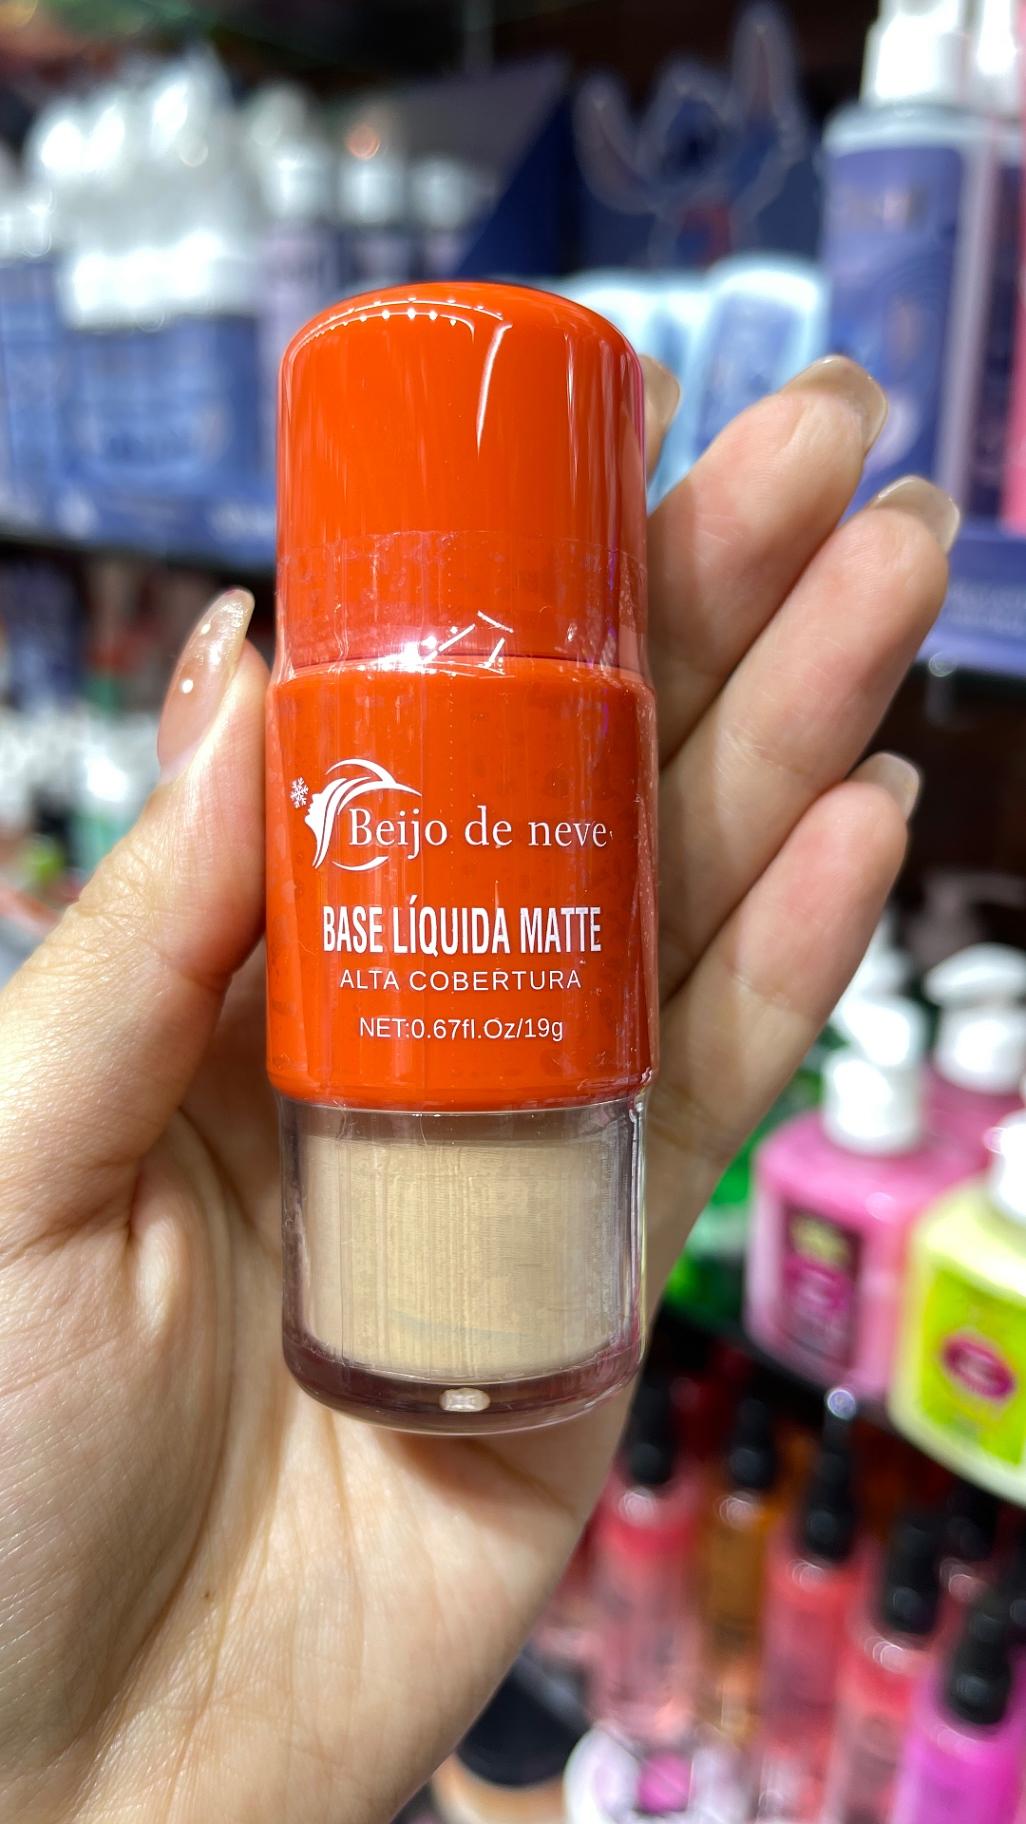 Beijo de neve
BASE LÍQUIDA MATTE
ALTA COBERTURA
NET:0.67fl.Oz/19g